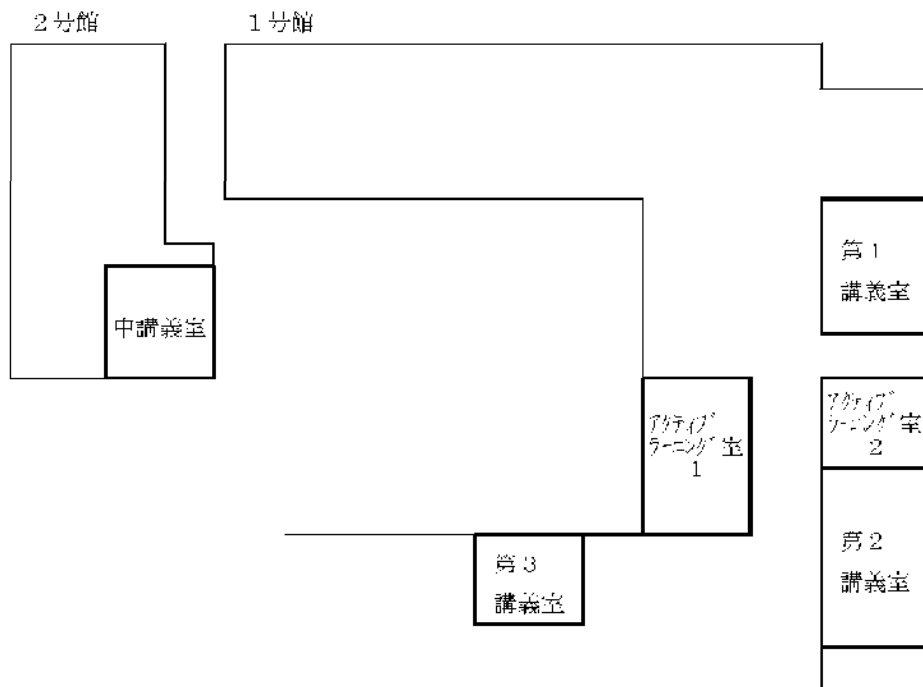 2号館
1号館
第1
講義室
中講義室
アクティブ
ラーニング室
1
アクティブ
ラーニング室
2
第2
講義室
第3
講義室